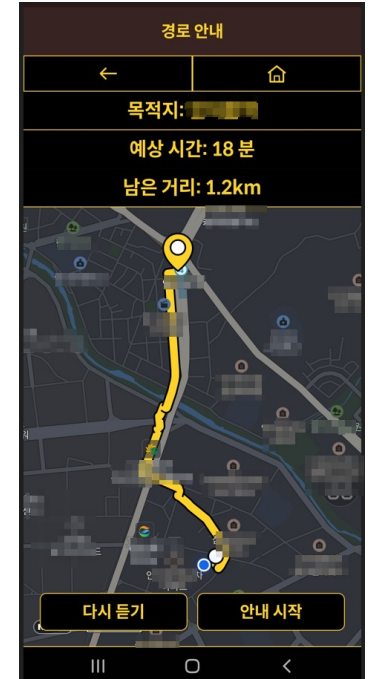 경로 안내
목적지:
예상 시간: 18 분
남은 거리: 1.2km
다시 듣기
안내 시작